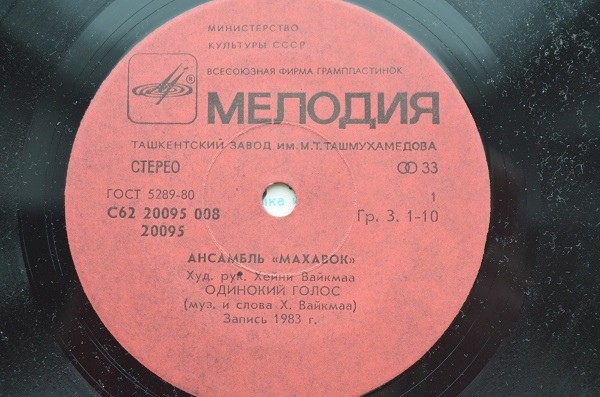 МИНИСТЕРСТВО
КУЛЬТУРЫ СССР
ВСЕСОЮЗНАЯ ФИРМА ГРАМПЛАСТИНОК
®
МЕЛОДИЯ
ТАШКЕНТСКИЙ ЗАВОД ИМ. М.Т.ТАШМУХАМЕДОВА
СТЕРЕО 33
ГОСТ 5289-80 1
С62 20095 008 Гр. 3. 1-10
20095
АНСАМБЛЬ «МАХАВОК»
Худ. рук. Хейни Вайкмаа
ОДИНОКИЙ ГОЛОС
(муз. и слова Х. Вайкмаа)
Запись 1983 г.